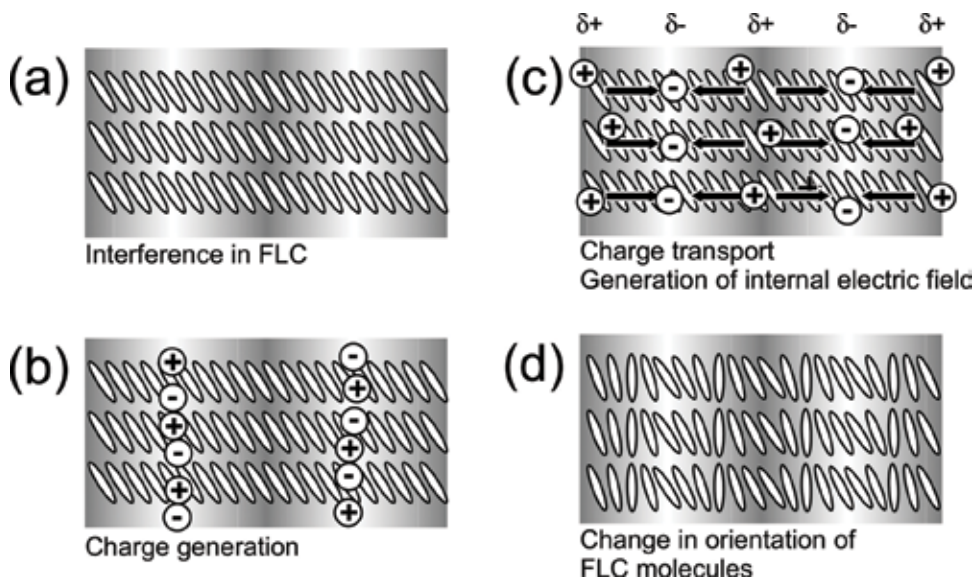 (a)
Interference in FLC
(b)
+ -
- +
+ -
- +
+ -
- +
Charge generation
δ+ δ- δ+ δ- δ+
(c)
+ - + - +
+ - + - +
+ - + + - +
Charge transport
Generation of internal electric field
(d)
Change in orientation of
FLC molecules